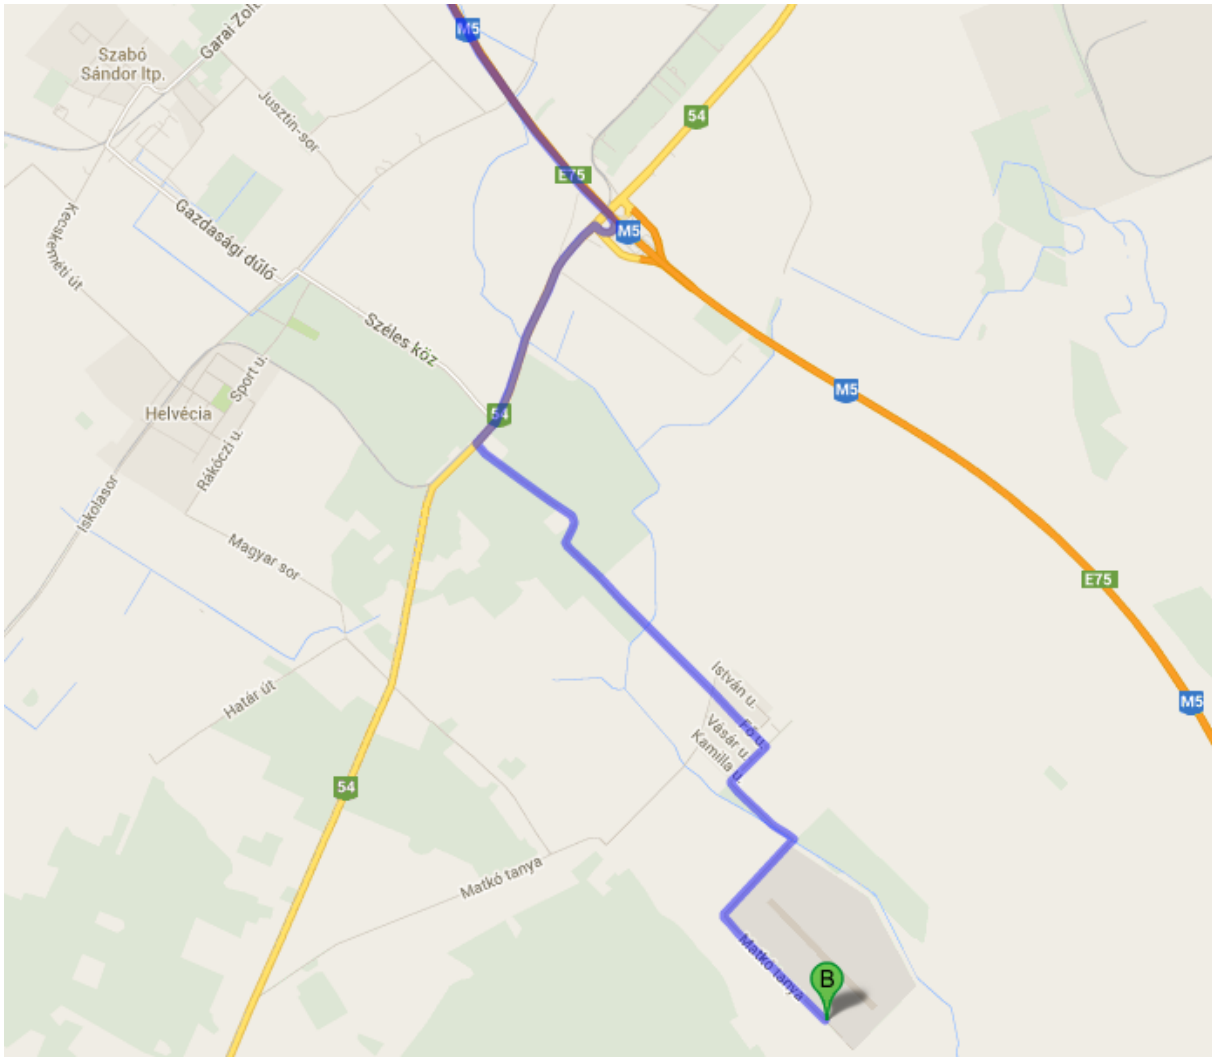 M5
Garai Zolt
Szabó
Sándor ltp.
Jusztin-sor
54
E75
Kecskeméti út
Gazdasági dűlő
M5
Széles köz
Sport u.
M5
Helvécia
54
Rákóczi u.
Iskolasor
Magyar sor
E75
István u.
Határ út
M5
Fő u.
Vásár u.
Kamilla u.
54
Matkó tanya
Matkó tanya
B